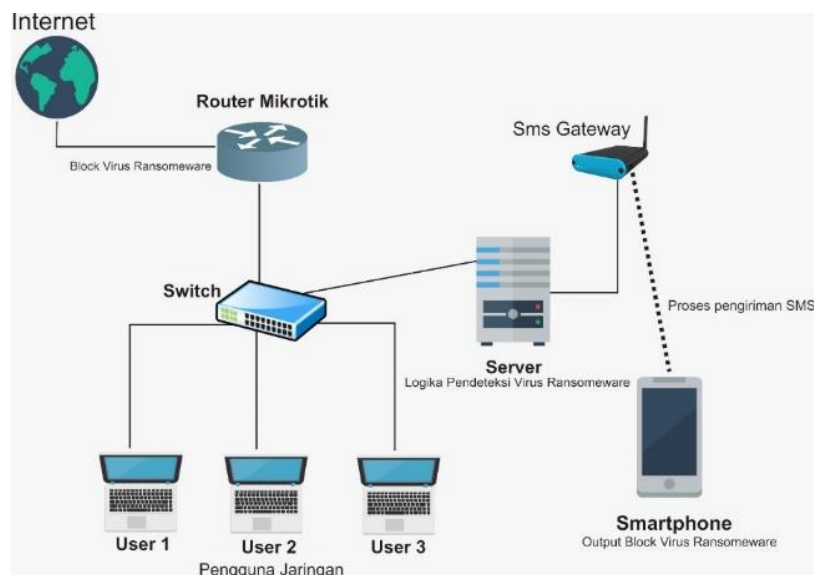 Internet
Router Mikrotik
Block Virus Ransomeware
Sms Gateway
Switch
Proses pengiriman SMS
Server
Logika Pendeteksi Virus Ransomeware
User 1
User 2
User 3
Pengguna Jaringan
Smartphone
Output Block Virus Ransomeware